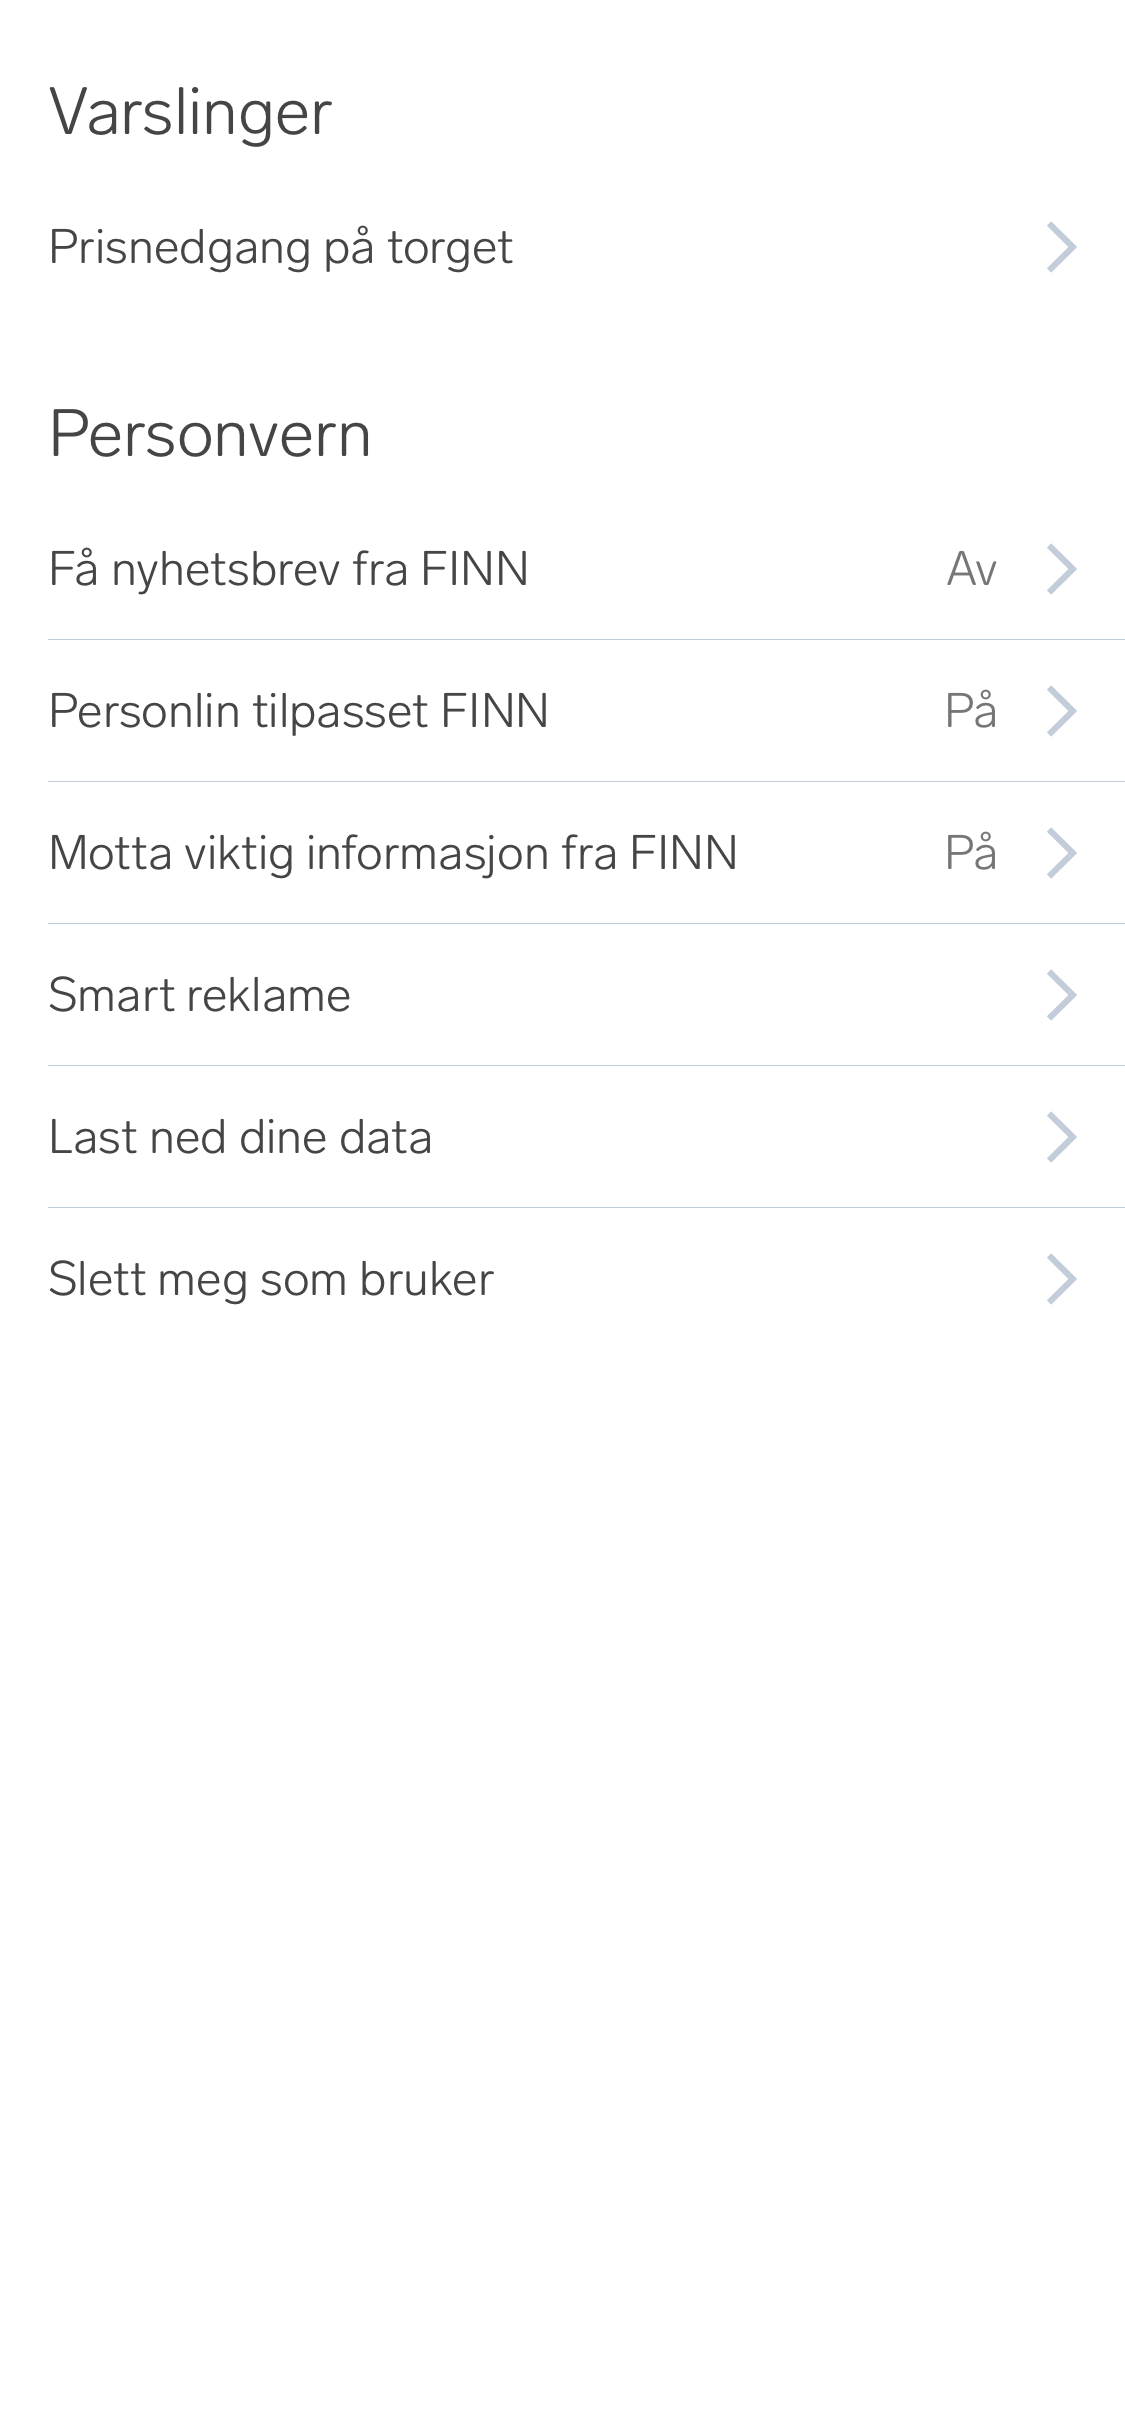 Varslinger
Prisnedgang på torget
Personvern
Få nyhetsbrev fra FINN Av
Personlin tilpasset FINN På
Motta viktig informasjon fra FINN På
Smart reklame
Last ned dine data
Slett meg som bruker